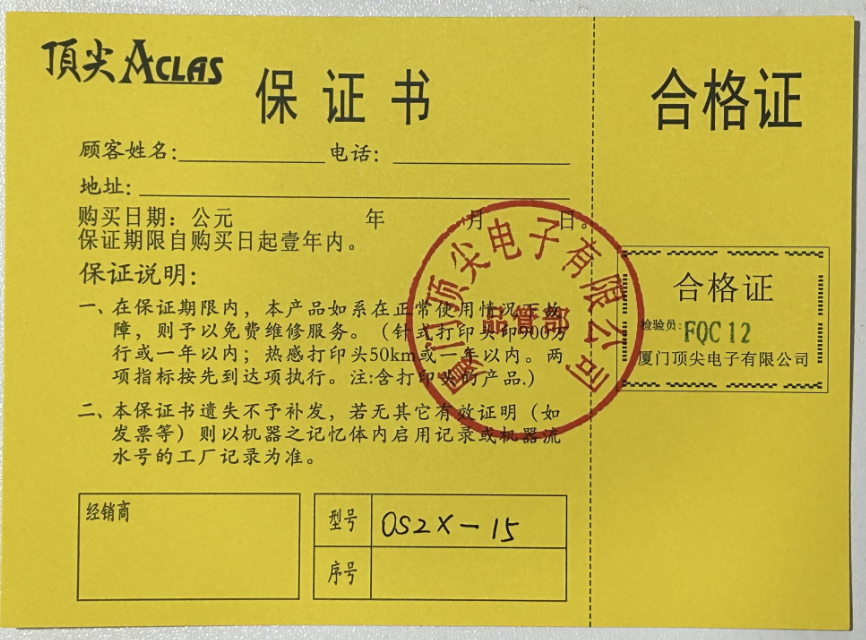 頂尖 ACLAS
保证书
顾客姓名:
电话:
地址:
购买日期:公元 年 月 日。
保证期限自购买日起壹年内。
保证说明:
一、在保证期限内,本产品如系在正常使用情况下故
障,则予以免费维修服务。(针式打印头印900万
行或一年以内;热感打印头50km或一年以内。两
项指标按先到达项执行。注:含打印头的产品.)
二、本保证书遗失不予补发,若无其它有效证明(如
发票等)则以机器之记忆体内启用记录或机器流
水号的工厂记录为准。
经销商
型号 OS2X-15
序号
厦门顶尖电子有限公司
品管部
合格证
合格证
检验员: FQC 12
厦门顶尖电子有限公司